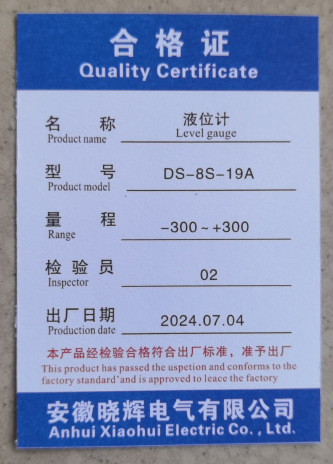 合格证
Quality Certificate
名 称 液位计
Product name Level gauge
型 号 DS-8S-19A
Product model
量 程 -300~+300
Range
检验员 02
Inspector
出厂日期 2024.07.04
Production date
本产品经检验合格符合出厂标准，准予出厂
This product has passed the uspetion and conforms to the
factory standard'and is approved to leace the factory
安徽晓辉电气有限公司
Anhui Xiaohui Electric Co., Ltd.